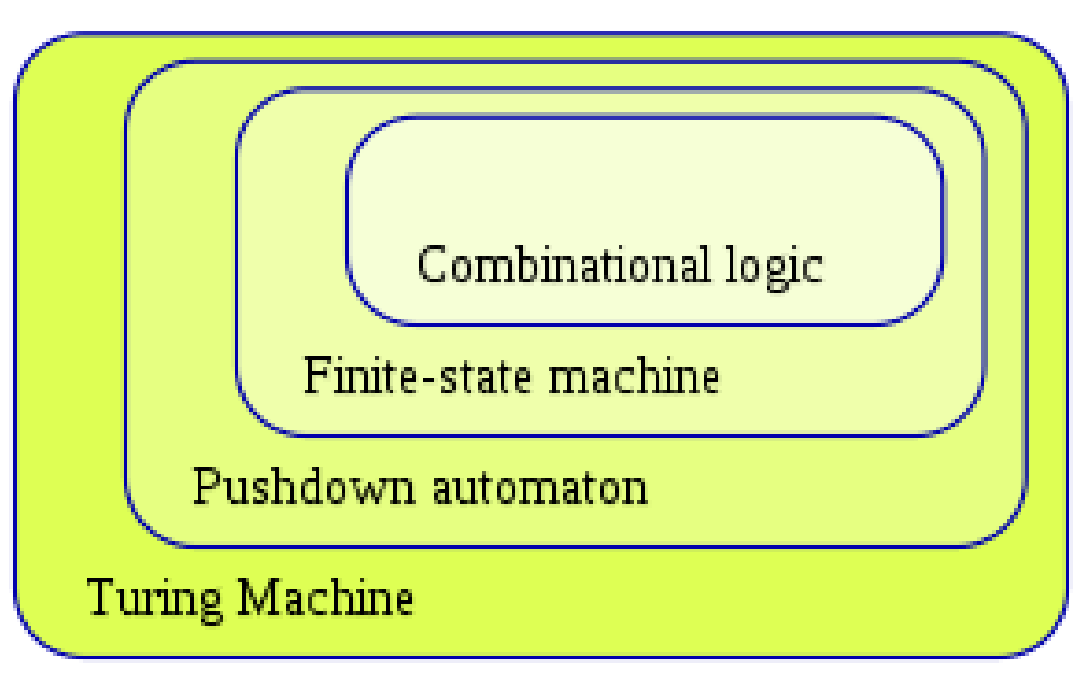 Combinational logic
Finite-state machine
Pushdown automaton
Turing Machine